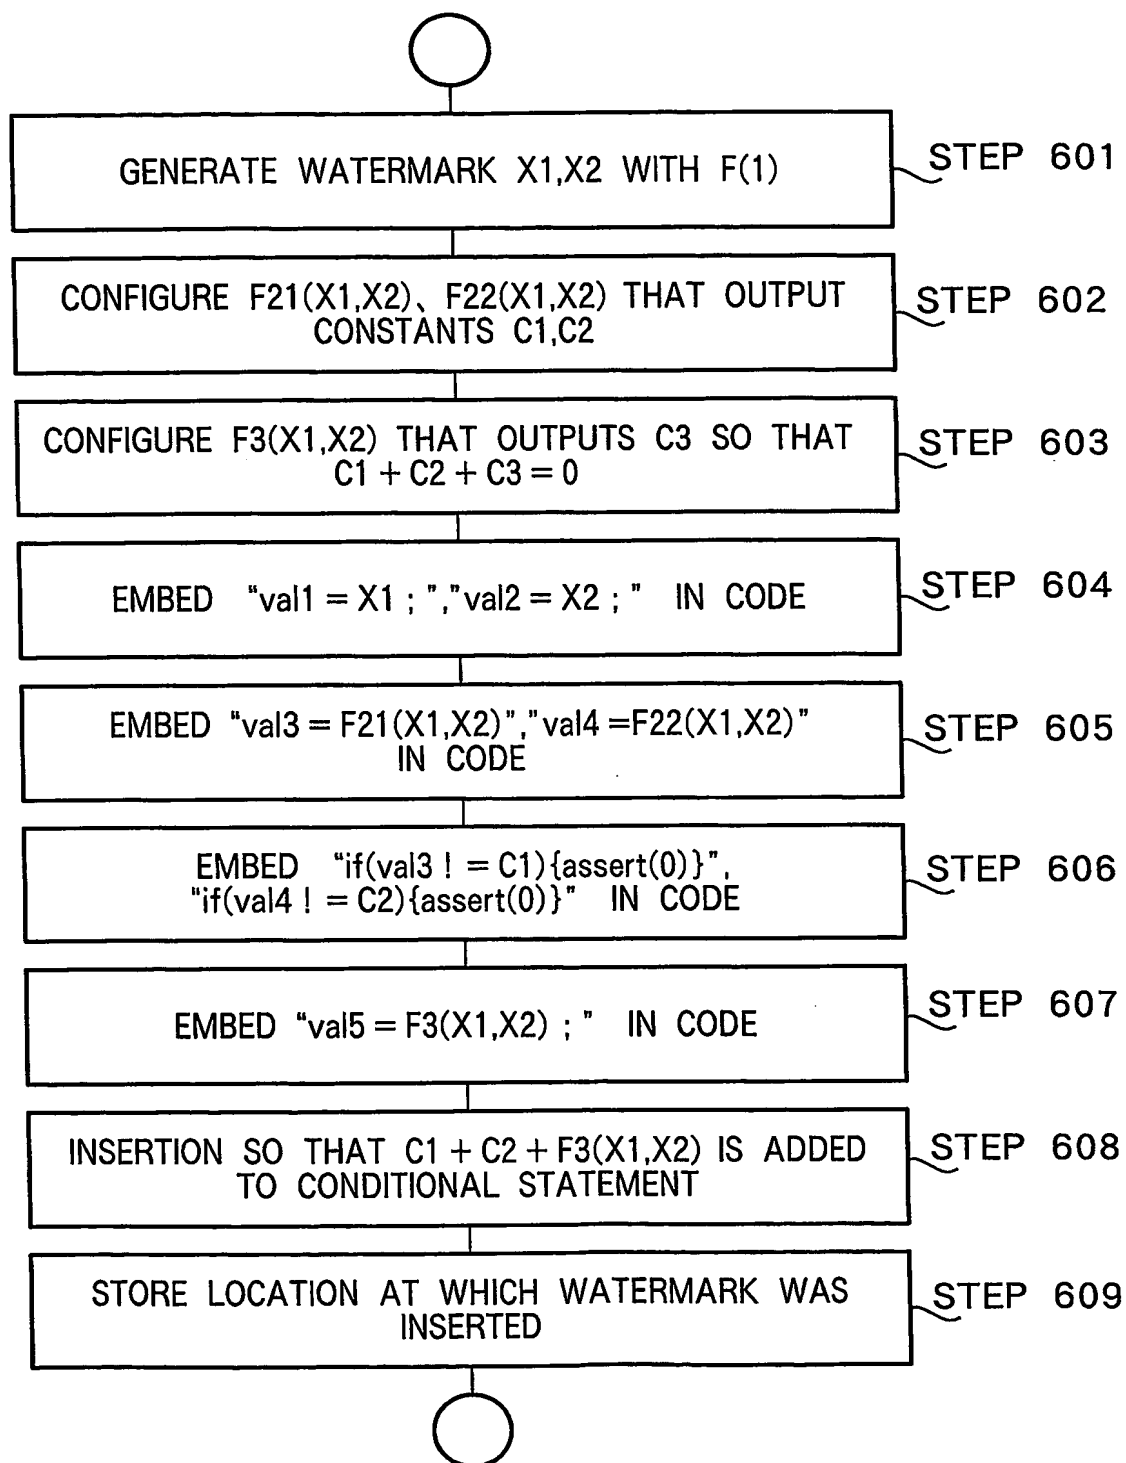 GENERATE WATERMARK X1,X2 WITH F(1)
STEP 601
CONFIGURE F21(X1,X2)、F22(X1,X2) THAT OUTPUT
CONSTANTS C1,C2
STEP 602
CONFIGURE F3(X1,X2) THAT OUTPUTS C3 SO THAT
C1 + C2 + C3 = 0
STEP 603
EMBED “val1 = X1 ; ”,“val2 = X2 ; ” IN CODE
STEP 604
EMBED “val3 = F21(X1,X2)”,“val4 =F22(X1,X2)”
IN CODE
STEP 605
EMBED “if(val3 ! = C1){assert(0)}”,
“if(val4 ! = C2){assert(0)}” IN CODE
STEP 606
EMBED “val5 = F3(X1,X2) ; ” IN CODE
STEP 607
INSERTION SO THAT C1 + C2 + F3(X1,X2) IS ADDED
TO CONDITIONAL STATEMENT
STEP 608
STORE LOCATION AT WHICH WATERMARK WAS
INSERTED
STEP 609